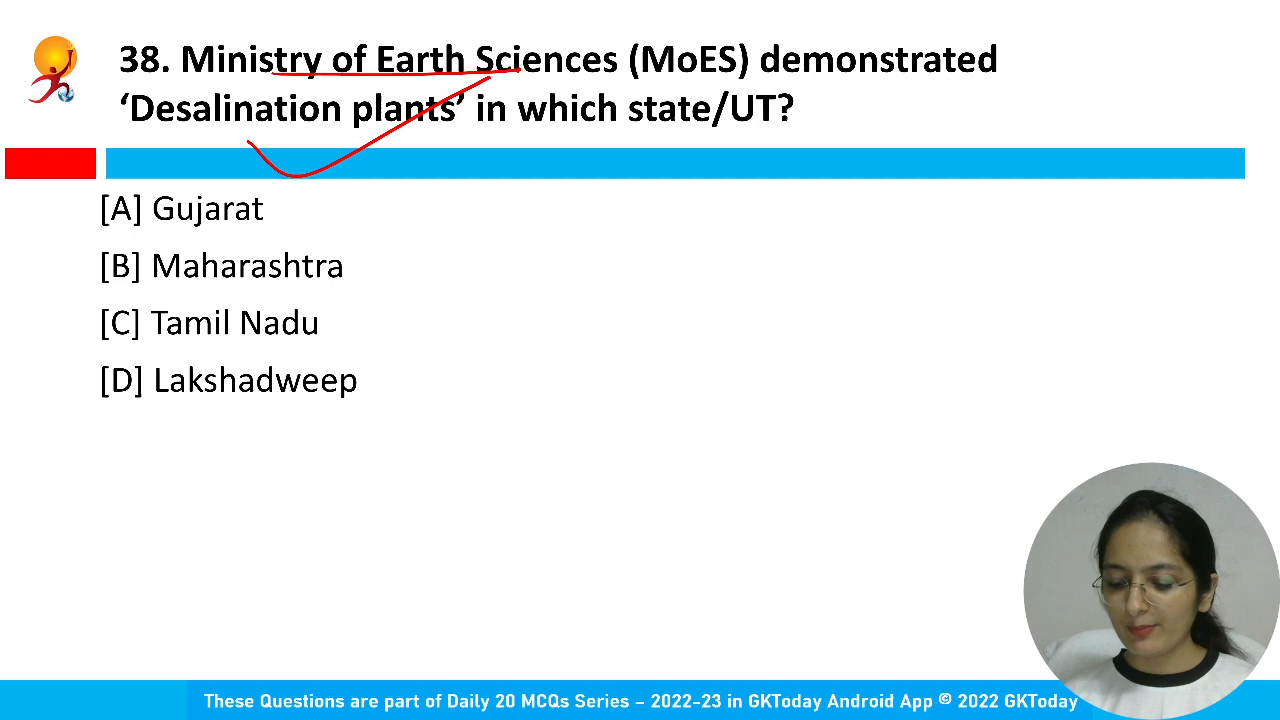 38. Ministry of Earth Sciences (MoES) demonstrated
‘Desalination plants’ in which state/UT?
[A] Gujarat
[B] Maharashtra
[C] Tamil Nadu
[D] Lakshadweep
These Questions are part of Daily 20 MCQs Series – 2022-23 in GKToday Android App © 2022 GKToday